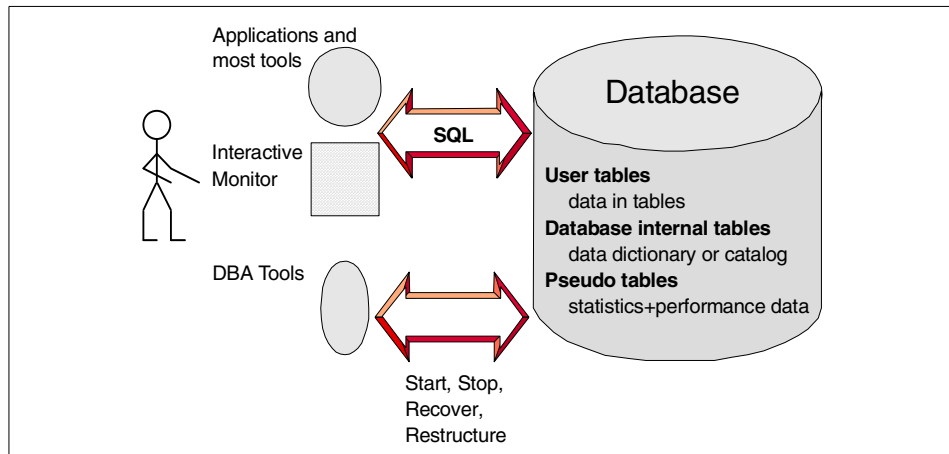 Applications and
most tools
SQL
Interactive
Monitor
DBA Tools
Start, Stop,
Recover,
Restructure
Database
User tables
data in tables
Database internal tables
data dictionary or catalog
Pseudo tables
statistics+performance data